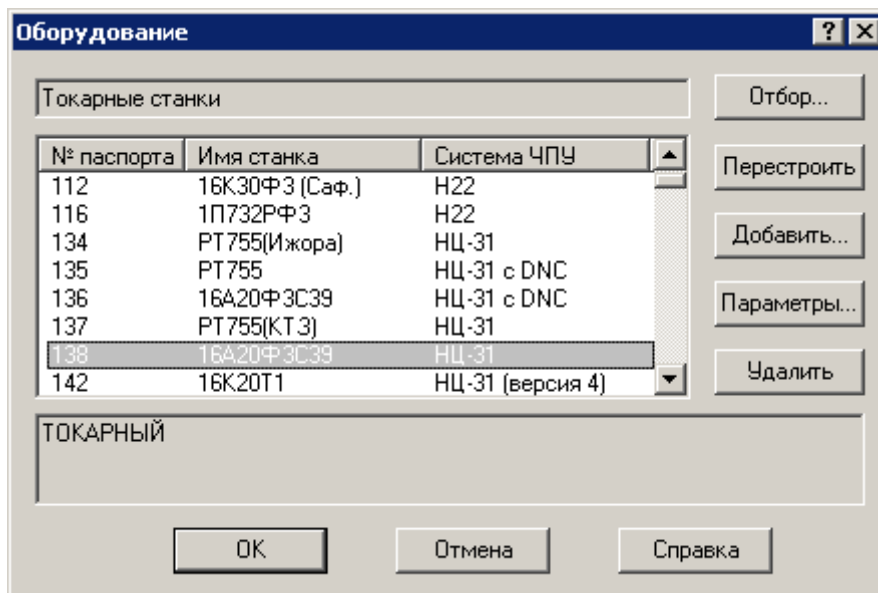 Оборудование
Токарные станки
Отбор...
№ паспорта Имя станка Система ЧПУ
Перестроить
112 16К30Ф3 (Саф.) Н22
116 1П732РФ3 Н22
134 РТ755(Ижора) НЦ-31
Добавить...
135 РТ755 НЦ-31 с DNC
136 16А20Ф3С39 НЦ-31 с DNC
Параметры...
137 РТ755(КТЗ) НЦ-31
138 16А20Ф3С39 НЦ-31
Удалить
142 16К20Т1 НЦ-31 (версия 4)
ТОКАРНЫЙ
OK Отмена Справка